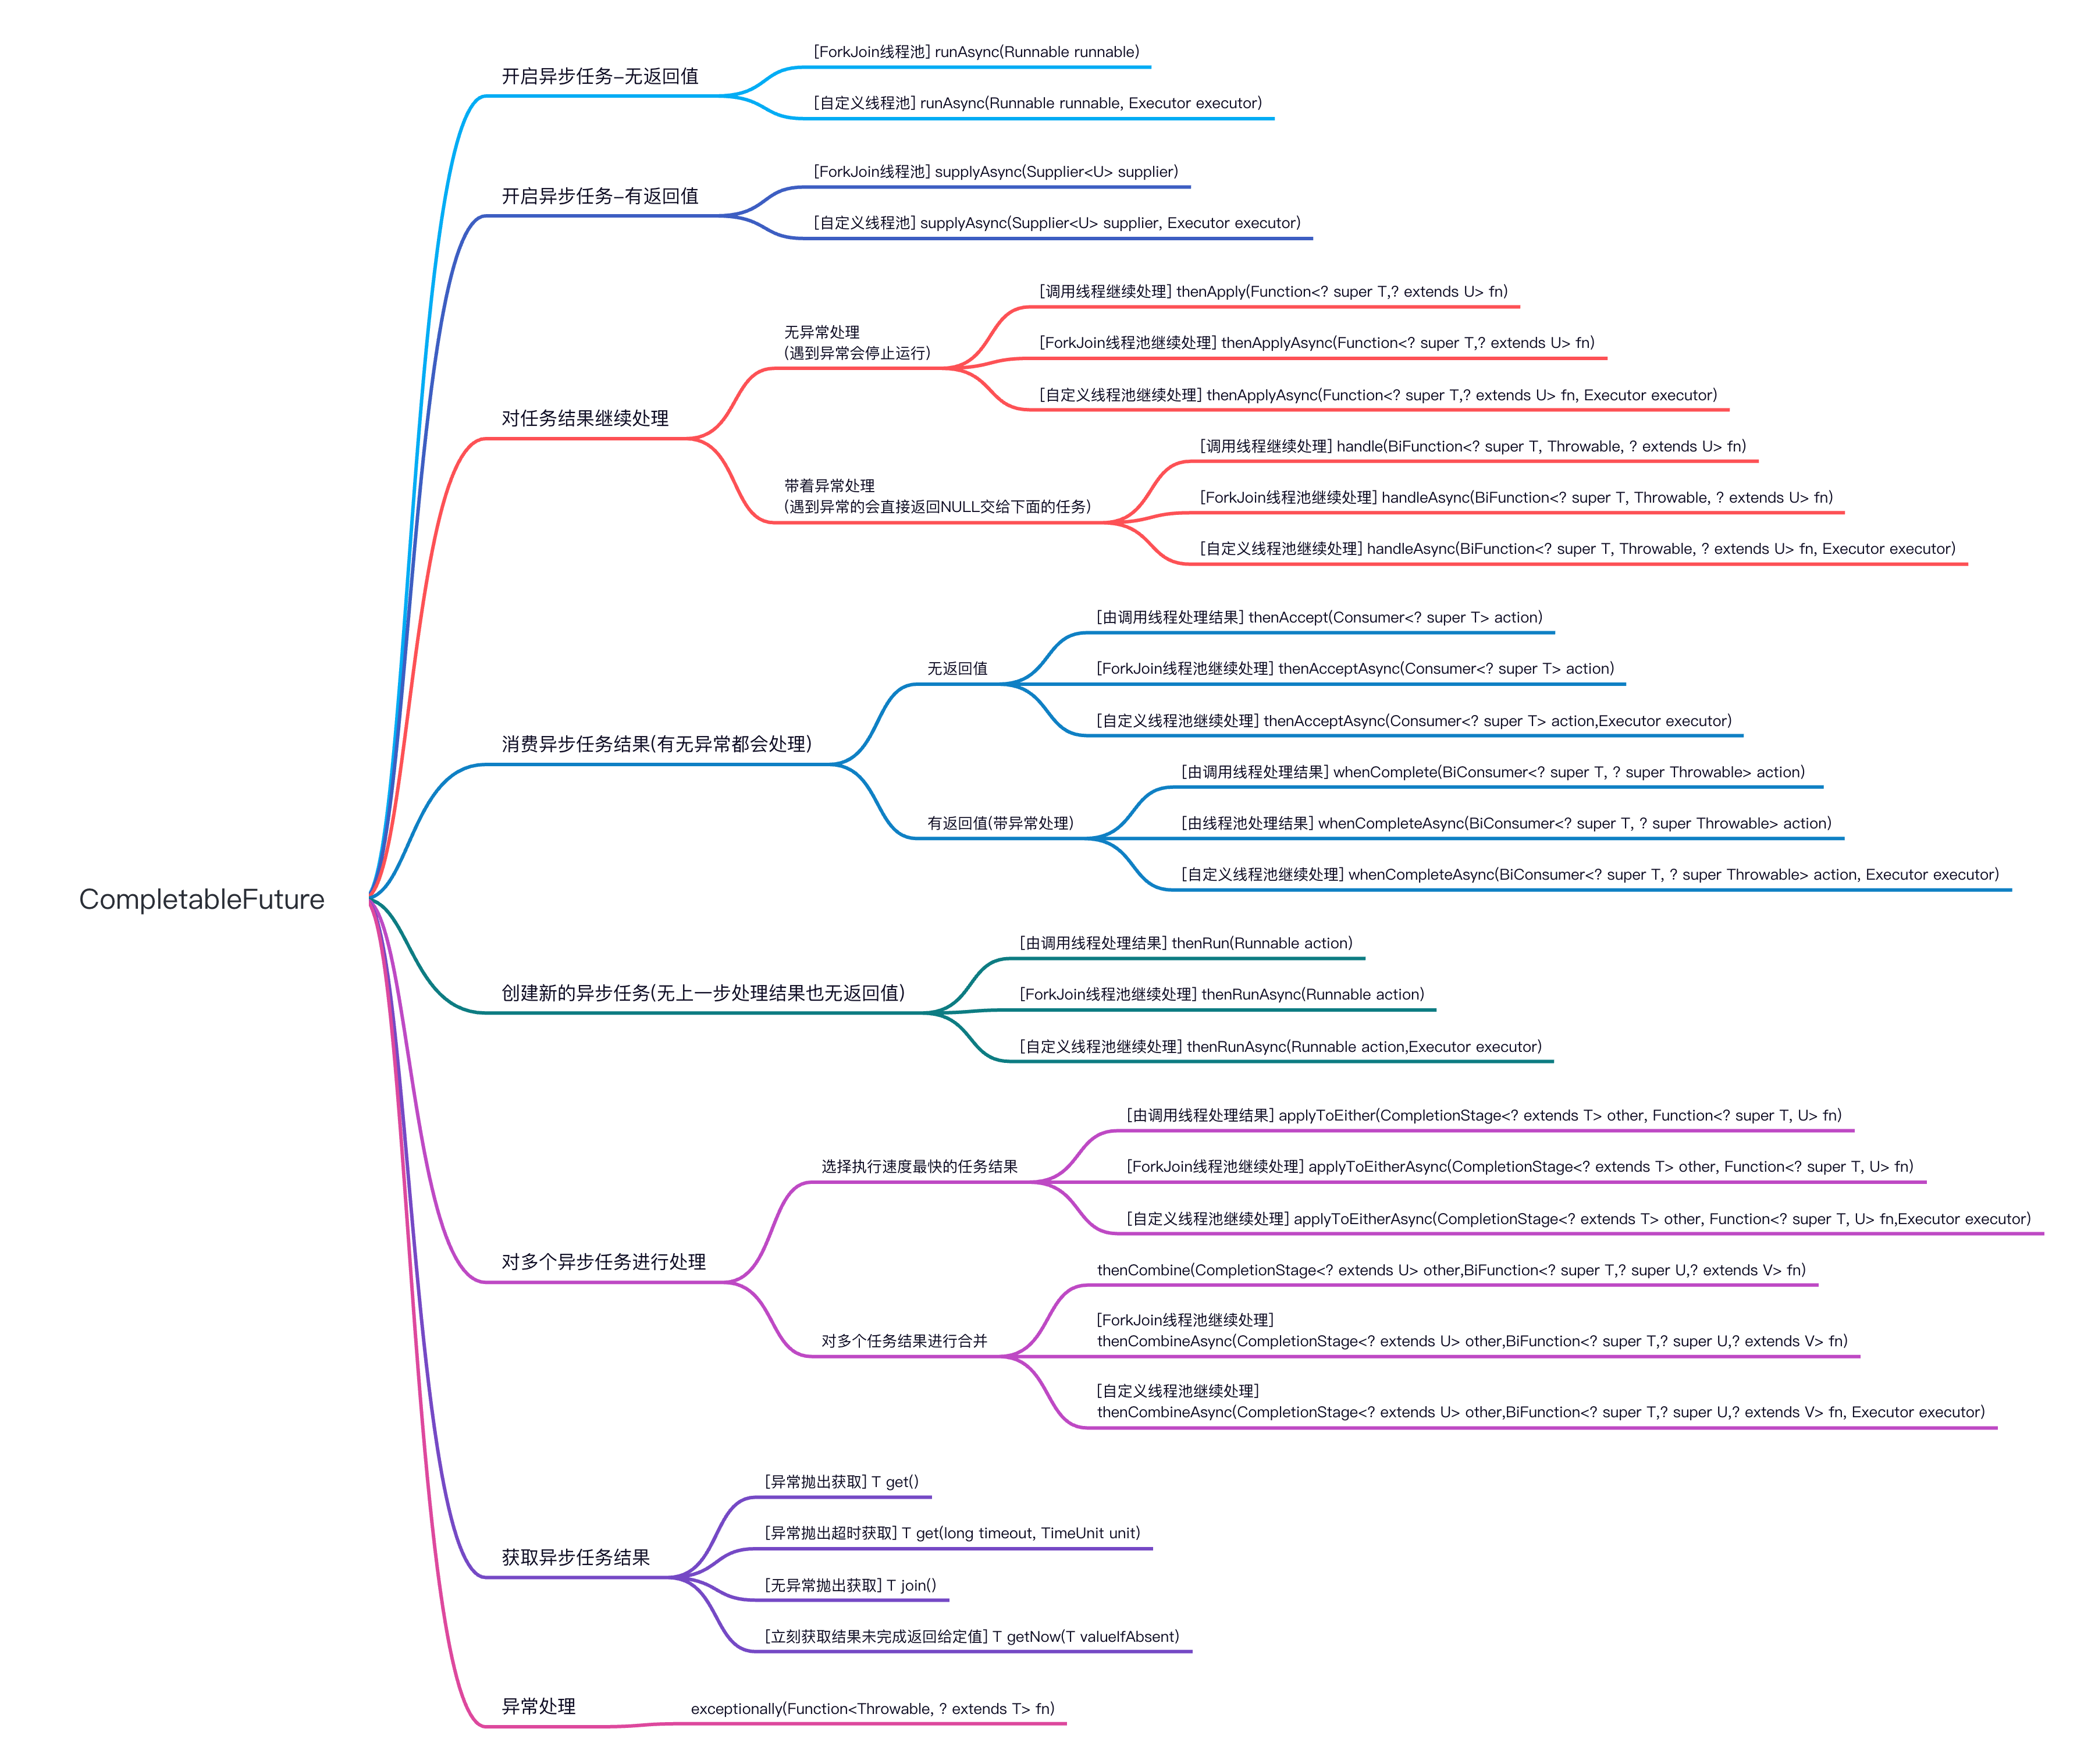 CompletableFuture
开启异步任务-无返回值
[ForkJoin线程池] runAsync(Runnable runnable)
[自定义线程池] runAsync(Runnable runnable, Executor executor)
开启异步任务-有返回值
[ForkJoin线程池] supplyAsync(Supplier<U> supplier)
[自定义线程池] supplyAsync(Supplier<U> supplier, Executor executor)
对任务结果继续处理
无异常处理
(遇到异常会停止运行)
[调用线程继续处理] thenApply(Function<? super T,? extends U> fn)
[ForkJoin线程池继续处理] thenApplyAsync(Function<? super T,? extends U> fn)
[自定义线程池继续处理] thenApplyAsync(Function<? super T,? extends U> fn, Executor executor)
带着异常处理
(遇到异常的会直接返回NULL交给下面的任务)
[调用线程继续处理] handle(BiFunction<? super T, Throwable, ? extends U> fn)
[ForkJoin线程池继续处理] handleAsync(BiFunction<? super T, Throwable, ? extends U> fn)
[自定义线程池继续处理] handleAsync(BiFunction<? super T, Throwable, ? extends U> fn, Executor executor)
消费异步任务结果(有无异常都会处理)
无返回值
[由调用线程处理结果] thenAccept(Consumer<? super T> action)
[ForkJoin线程池继续处理] thenAcceptAsync(Consumer<? super T> action)
[自定义线程池继续处理] thenAcceptAsync(Consumer<? super T> action,Executor executor)
有返回值(带异常处理)
[由调用线程处理结果] whenComplete(BiConsumer<? super T, ? super Throwable> action)
[由线程池处理结果] whenCompleteAsync(BiConsumer<? super T, ? super Throwable> action)
[自定义线程池继续处理] whenCompleteAsync(BiConsumer<? super T, ? super Throwable> action, Executor executor)
创建新的异步任务(无上一步处理结果也无返回值)
[由调用线程处理结果] thenRun(Runnable action)
[ForkJoin线程池继续处理] thenRunAsync(Runnable action)
[自定义线程池继续处理] thenRunAsync(Runnable action,Executor executor)
对多个异步任务进行处理
选择执行速度最快的任务结果
[由调用线程处理结果] applyToEither(CompletionStage<? extends T> other, Function<? super T, U> fn)
[ForkJoin线程池继续处理] applyToEitherAsync(CompletionStage<? extends T> other, Function<? super T, U> fn)
[自定义线程池继续处理] applyToEitherAsync(CompletionStage<? extends T> other, Function<? super T, U> fn,Executor executor)
对多个任务结果进行合并
thenCombine(CompletionStage<? extends U> other,BiFunction<? super T,? super U,? extends V> fn)
[ForkJoin线程池继续处理]
thenCombineAsync(CompletionStage<? extends U> other,BiFunction<? super T,? super U,? extends V> fn)
[自定义线程池继续处理]
thenCombineAsync(CompletionStage<? extends U> other,BiFunction<? super T,? super U,? extends V> fn, Executor executor)
获取异步任务结果
[异常抛出获取] T get()
[异常抛出超时获取] T get(long timeout, TimeUnit unit)
[无异常抛出获取] T join()
[立刻获取结果未完成返回给定值] T getNow(T valueIfAbsent)
异常处理
exceptionally(Function<Throwable, ? extends T> fn)